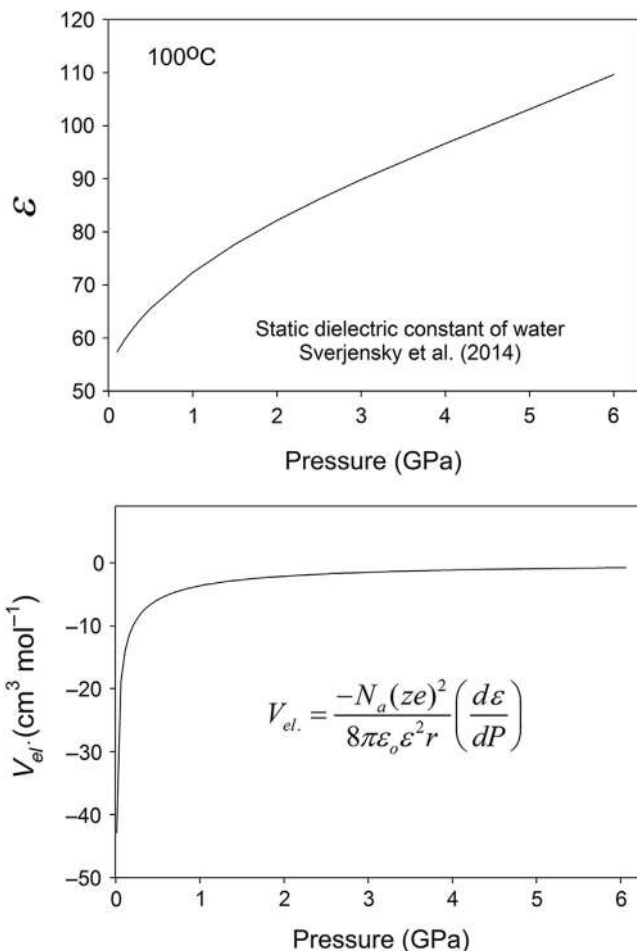 120
110
100
90
80
70
60
50
ε
100ºC
Static dielectric constant of water
Sverjensky et al. (2014)
0 1 2 3 4 5 6
Pressure (GPa)
0
−10
−20
−30
−40
−50
V_el. (cm³ mol⁻¹)
V_el. = −N_a(ze)² / 8πε_oε²r (dε/dP)
0 1 2 3 4 5 6
Pressure (GPa)